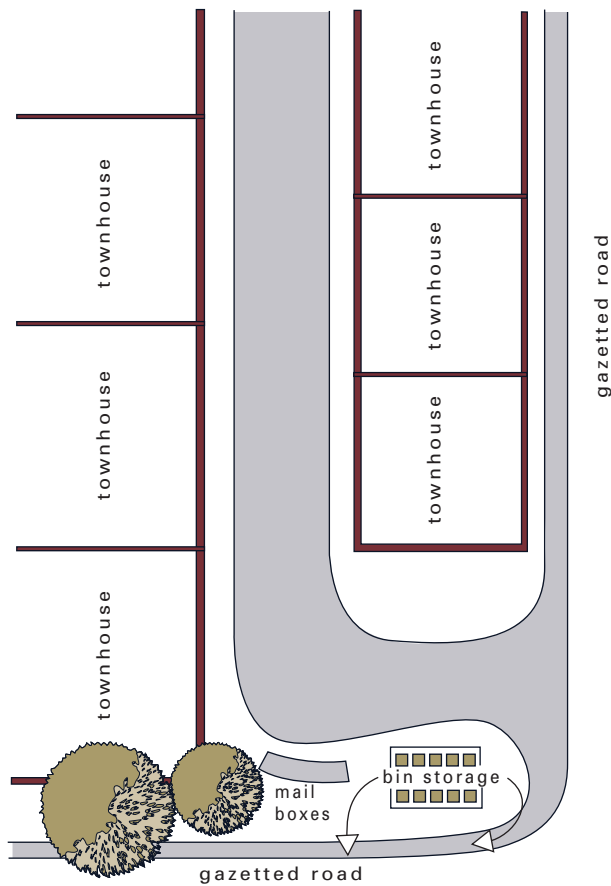 townhouse
townhouse
townhouse
townhouse
townhouse
townhouse
gazetted road
bin storage
mail
boxes
gazetted road